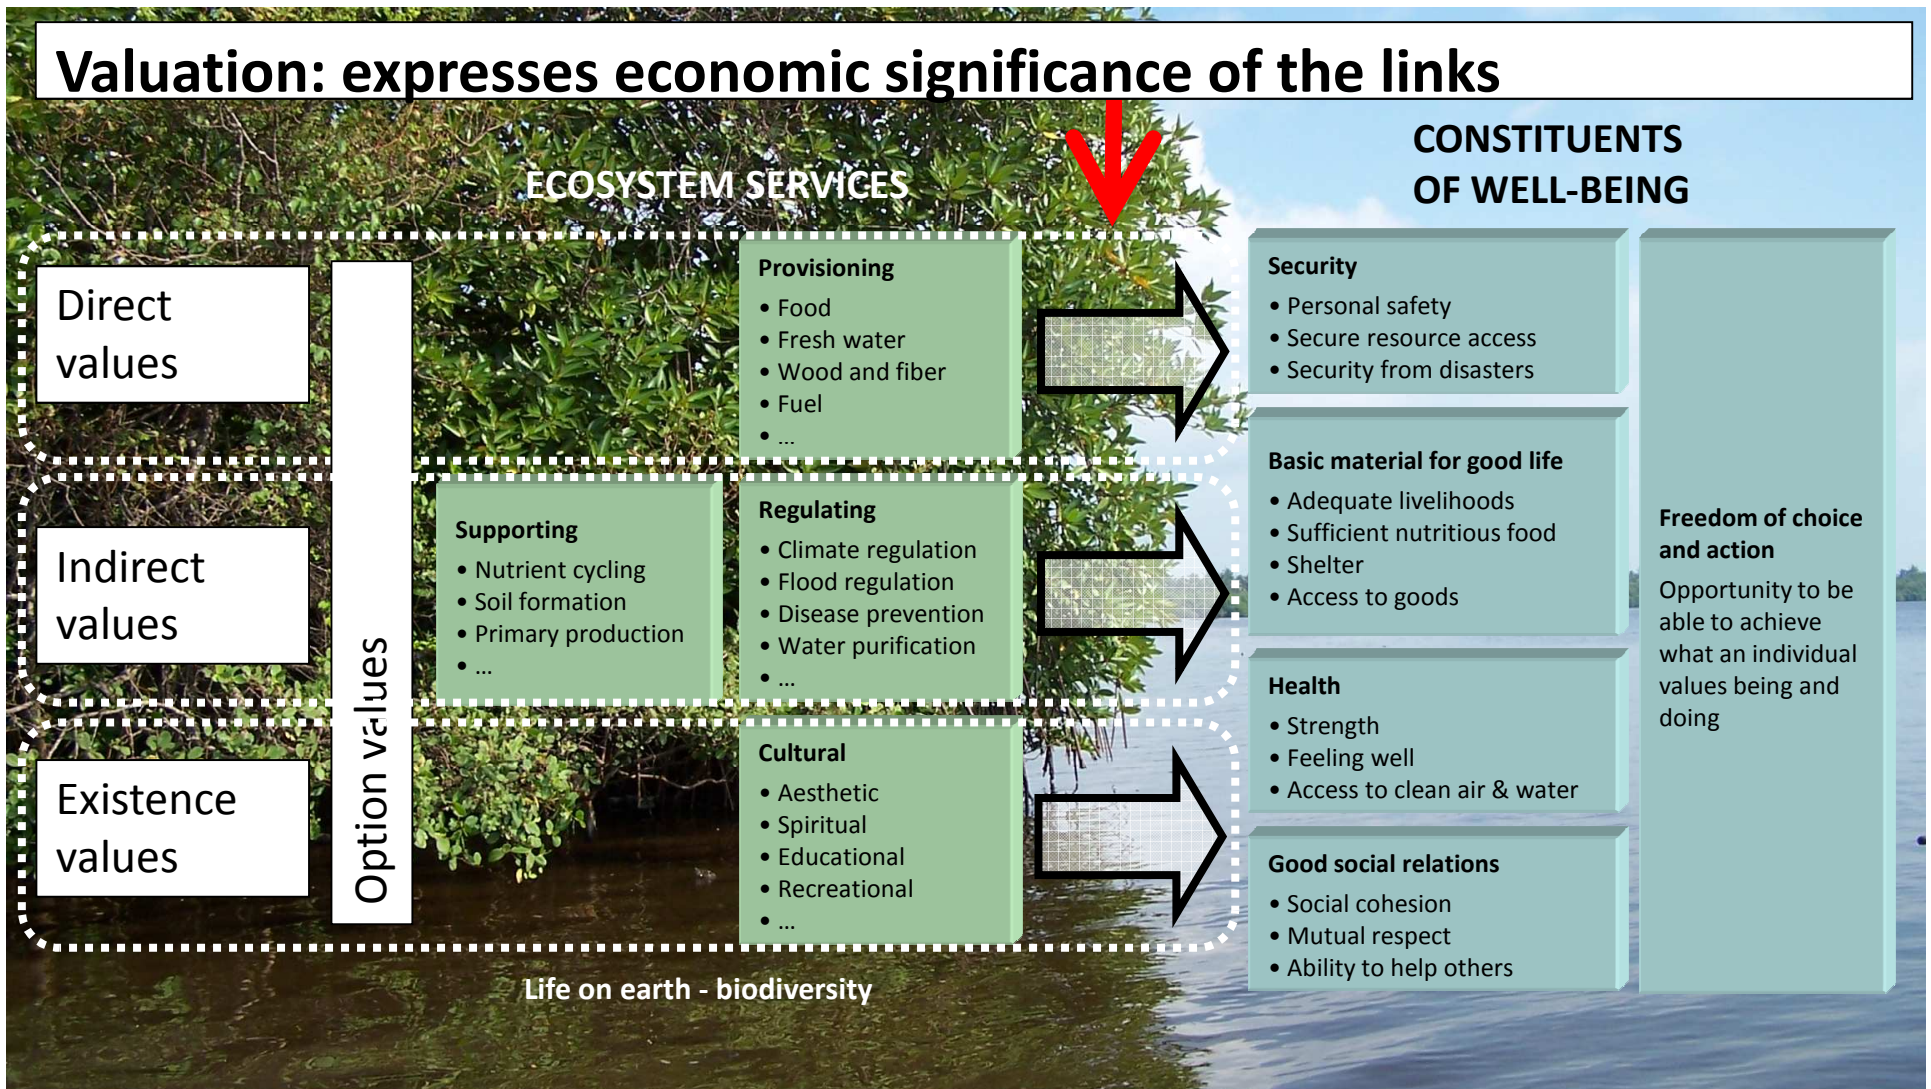 Valuation: expresses economic significance of the links
ECOSYSTEM SERVICES
CONSTITUENTS
OF WELL-BEING
Direct
values
Indirect
values
Existence
values
Option values
Provisioning
• Food
• Fresh water
• Wood and fiber
• Fuel
• ...
Supporting
• Nutrient cycling
• Soil formation
• Primary production
• ...
Regulating
• Climate regulation
• Flood regulation
• Disease prevention
• Water purification
• ...
Cultural
• Aesthetic
• Spiritual
• Educational
• Recreational
• ...
Life on earth - biodiversity
Security
• Personal safety
• Secure resource access
• Security from disasters
Basic material for good life
• Adequate livelihoods
• Sufficient nutritious food
• Shelter
• Access to goods
Health
• Strength
• Feeling well
• Access to clean air & water
Good social relations
• Social cohesion
• Mutual respect
• Ability to help others
Freedom of choice
and action
Opportunity to be
able to achieve
what an individual
values being and
doing